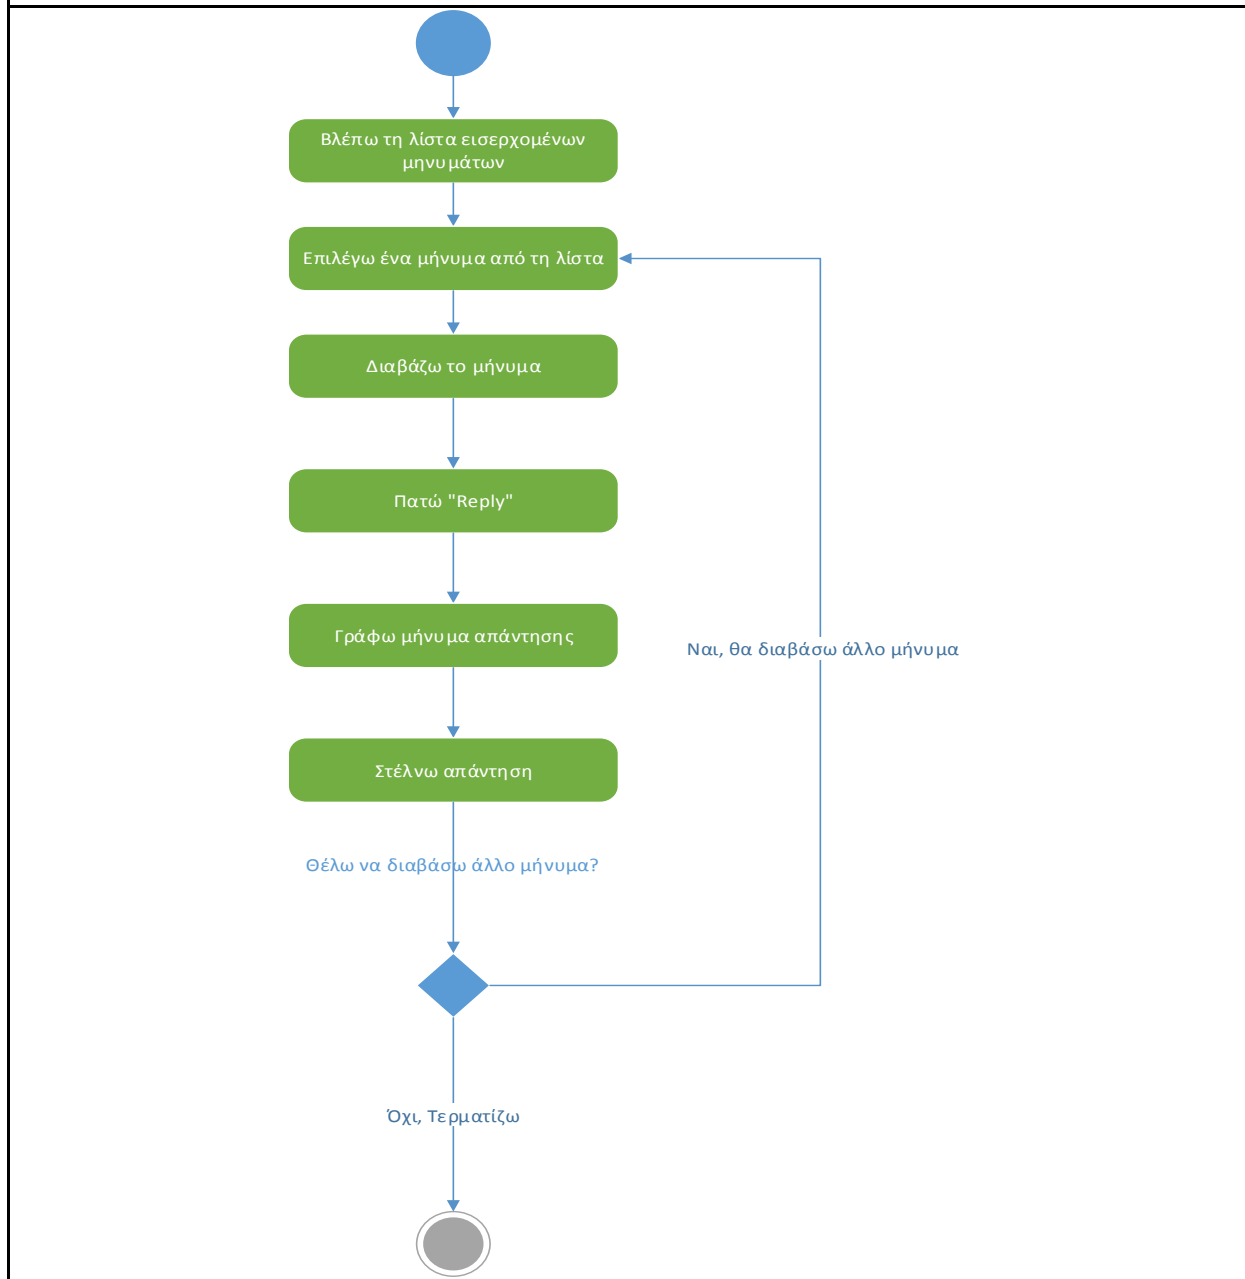 Βλέπω τη λίστα εισερχομένων
μηνυμάτων
Επιλέγω ένα μήνυμα από τη λίστα
Διαβάζω το μήνυμα
Πατώ "Reply"
Γράφω μήνυμα απάντησης
Ναι, θα διαβάσω άλλο μήνυμα
Στέλνω απάντηση
Θέλω να διαβάσω άλλο μήνυμα?
Όχι, Τερματίζω